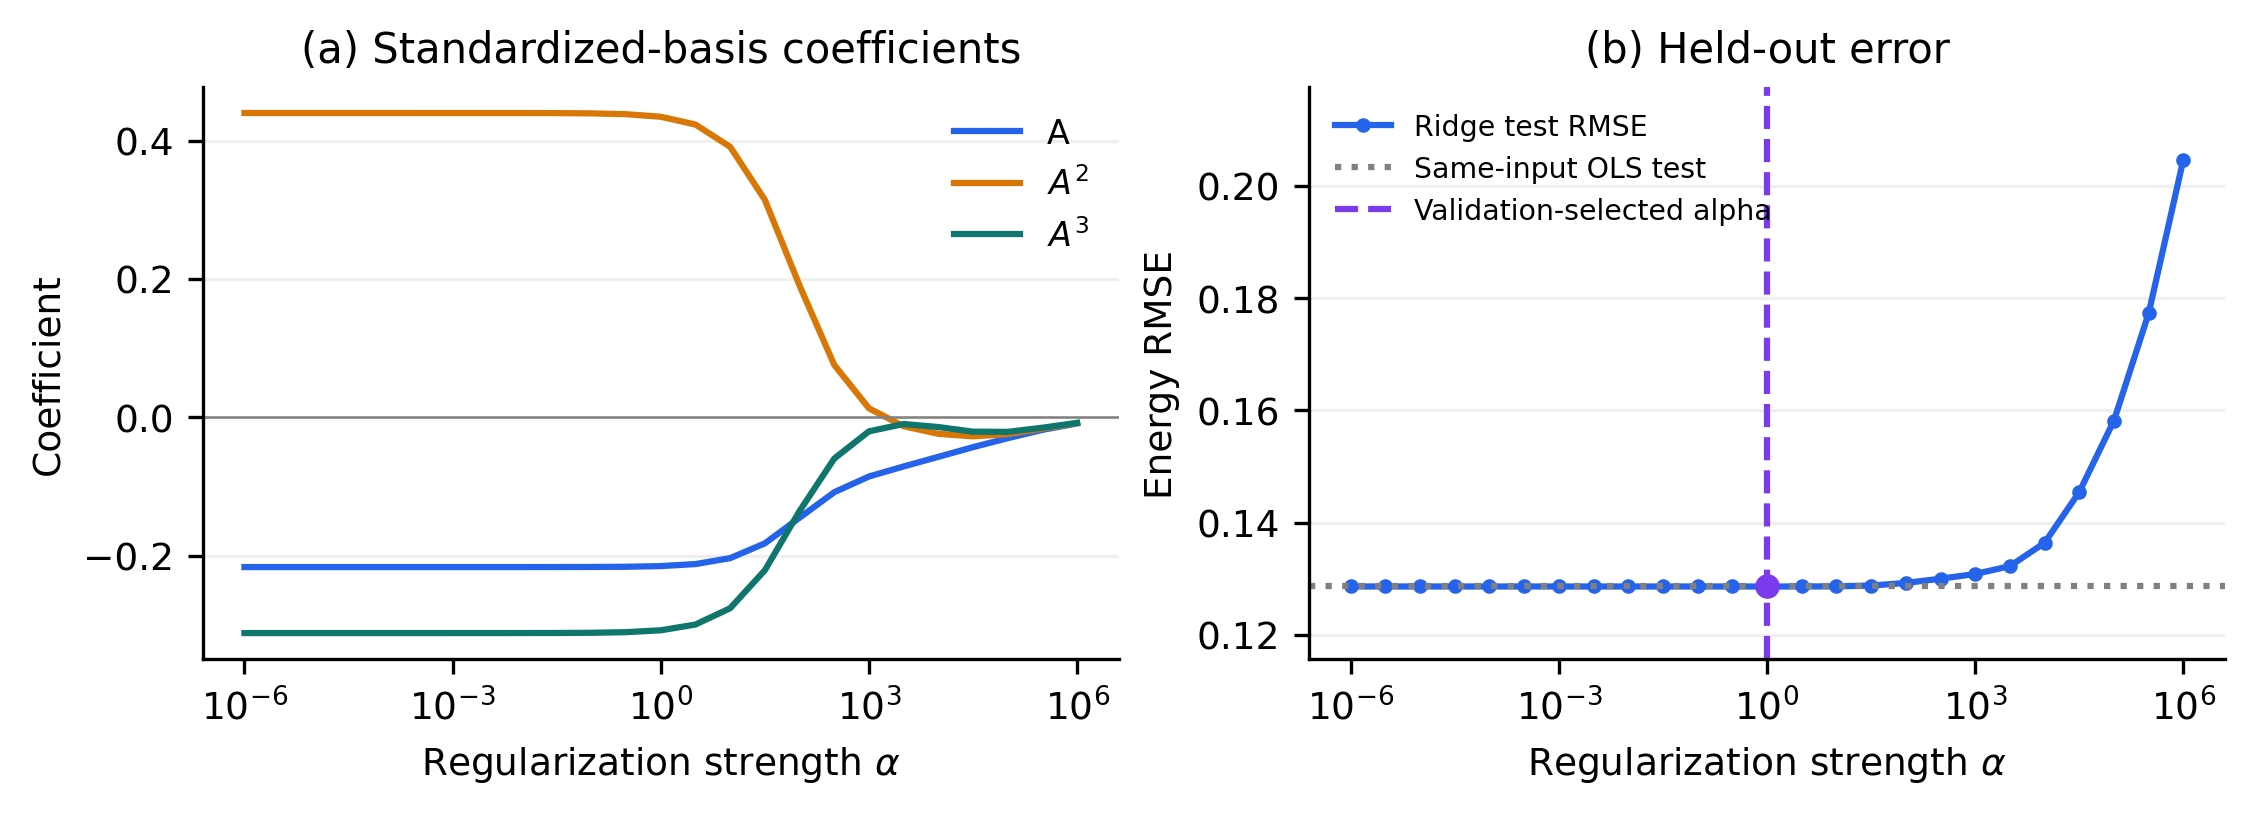 (a) Standardized-basis coefficients
Coefficient
0.4
0.2
0.0
−0.2
A
A²
A³
10⁻⁶ 10⁻³ 10⁰ 10³ 10⁶
Regularization strength α
(b) Held-out error
Energy RMSE
0.20
0.18
0.16
0.14
0.12
Ridge test RMSE
Same-input OLS test
Validation-selected alpha
10⁻⁶ 10⁻³ 10⁰ 10³ 10⁶
Regularization strength α